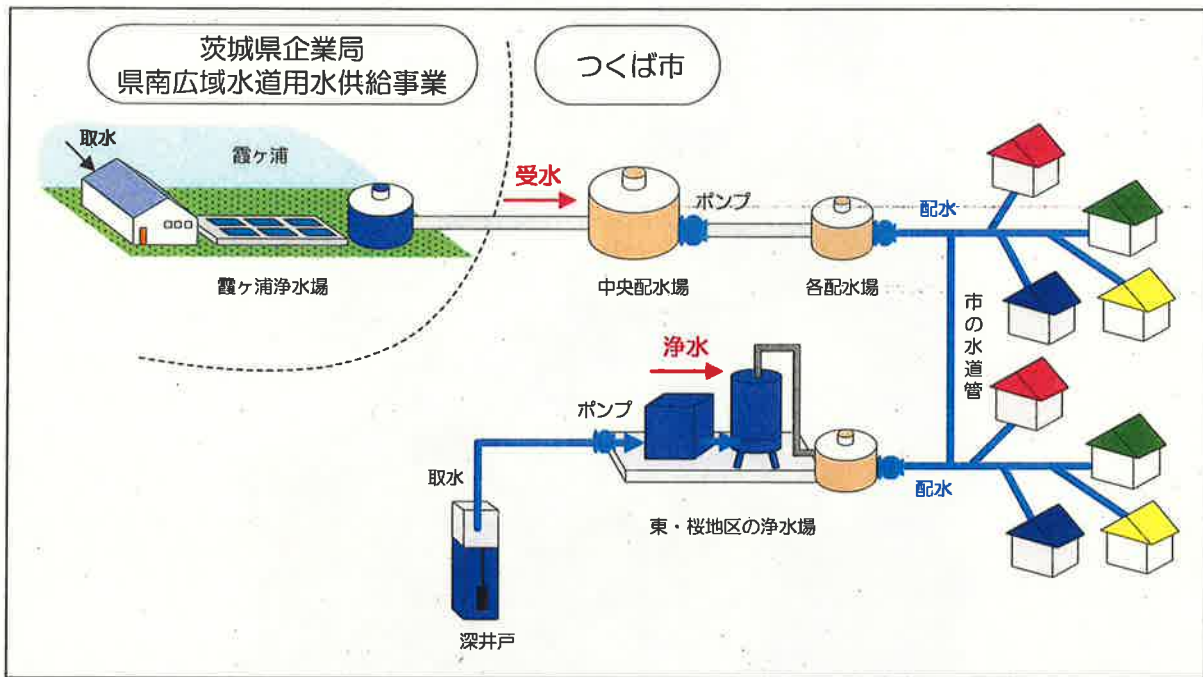 茨城県企業局
県南広域水道用水供給事業
つくば市
取水
霞ヶ浦
受水
ポンプ
配水
霞ヶ浦浄水場
中央配水場
各配水場
市の水道管
浄水
ポンプ
取水
配水
東・桜地区の浄水場
深井戸